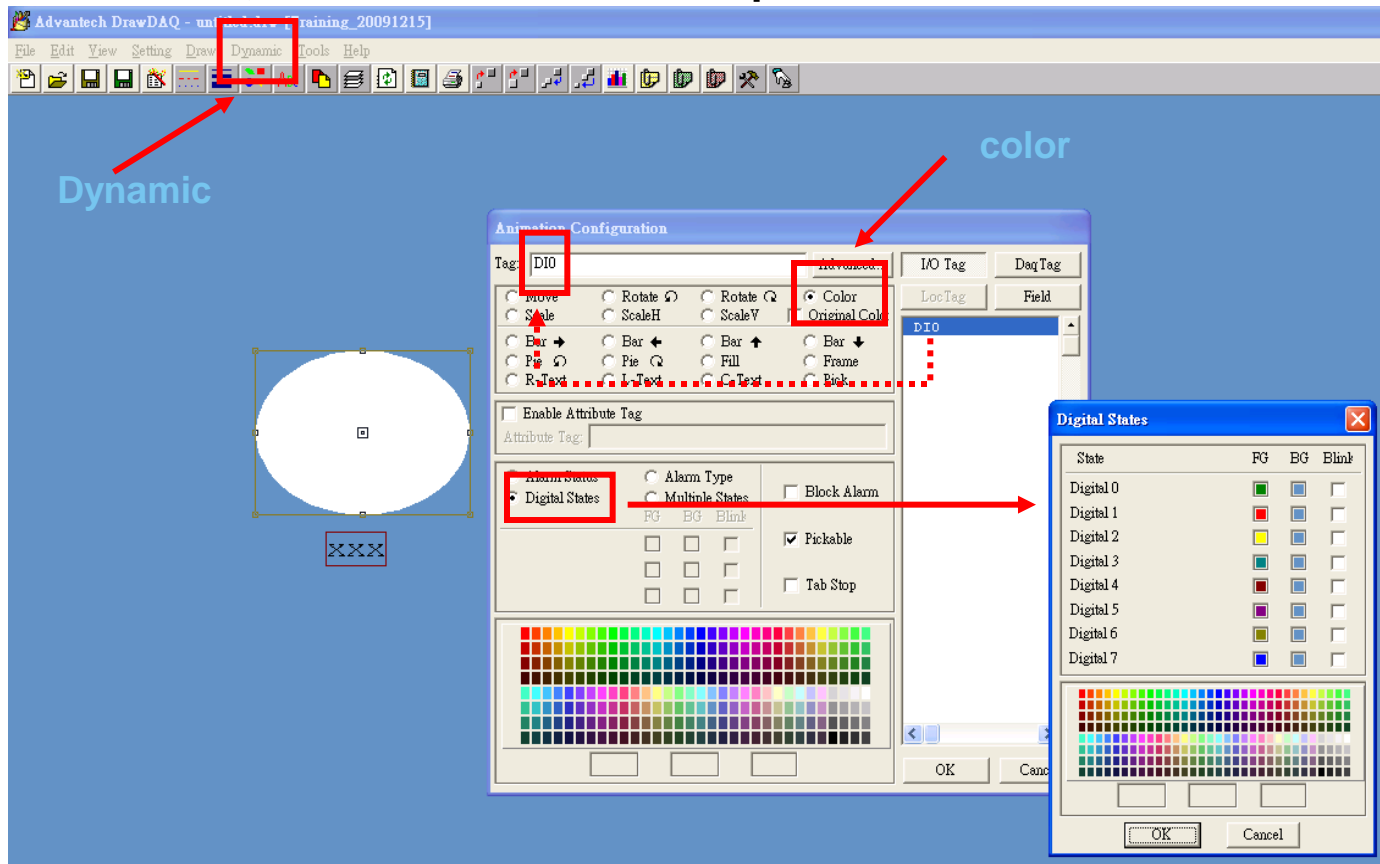 Advantech DrawDAQ - untitled.drw [Training_20091215]
File Edit View Setting Draw Dynamic Tools Help
color
Dynamic
Animation Configuration
Tag: DI0 Advanced... I/O Tag DaqTag
Move Rotate Rotate Color LocTag Field
Scale ScaleH ScaleV Original Color
DI0
Bar Bar Bar Bar
Pie Pie Fill Frame
R-Text L-Text C-Text Pick
Enable Attribute Tag
Attribute Tag:
Alarm Status Alarm Type
Digital States Multiple States Block Alarm
FG BG Blink
Pickable
Tab Stop
XXX
OK
Digital States
State FG BG Blink
Digital 0
Digital 1
Digital 2
Digital 3
Digital 4
Digital 5
Digital 6
Digital 7
OK Cancel